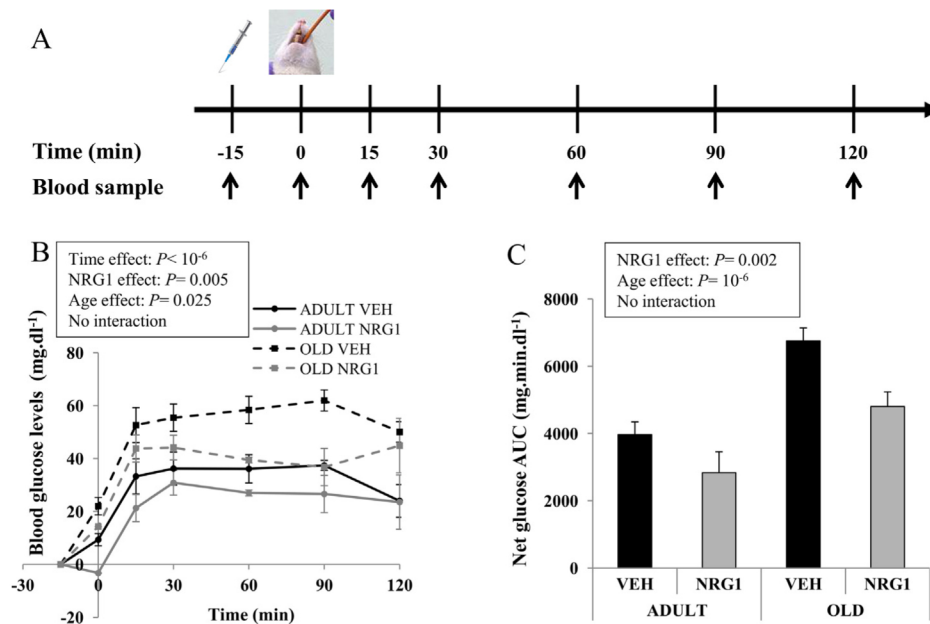 A
Time (min) -15 0 15 30 60 90 120
Blood sample
B
Time effect: P< 10⁻⁶
NRG1 effect: P= 0.005
Age effect: P= 0.025
No interaction
ADULT VEH
ADULT NRG1
OLD VEH
OLD NRG1
Blood glucose levels (mg.dl⁻¹)
80
60
40
20
0
-20
-30 0 30 60 90 120
Time (min)
C
NRG1 effect: P= 0.002
Age effect: P= 10⁻⁶
No interaction
Net glucose AUC (mg.min.dl⁻¹)
8000
6000
4000
2000
0
VEH NRG1 VEH NRG1
ADULT OLD